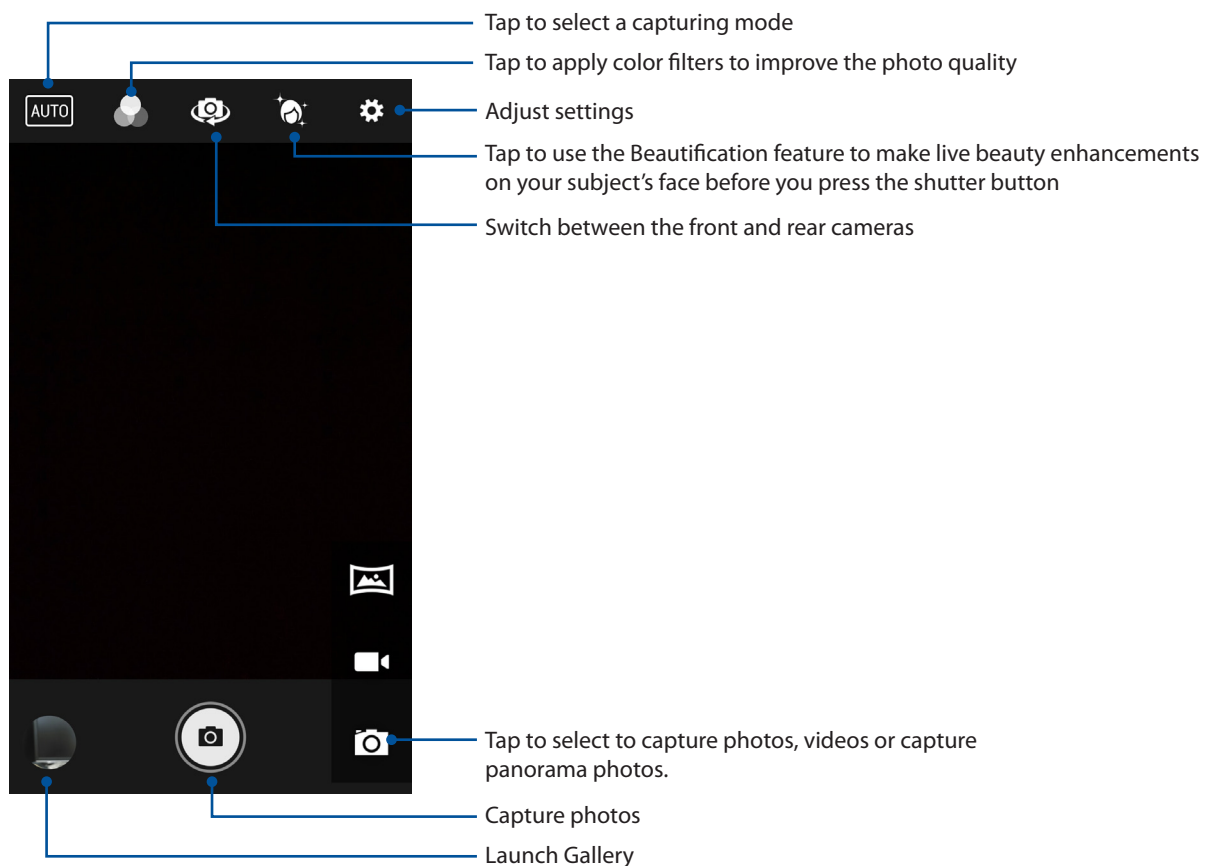 Tap to select a capturing mode
Tap to apply color filters to improve the photo quality
AUTO
Adjust settings
Tap to use the Beautification feature to make live beauty enhancements
on your subject’s face before you press the shutter button
Switch between the front and rear cameras
Tap to select to capture photos, videos or capture
panorama photos.
Capture photos
Launch Gallery